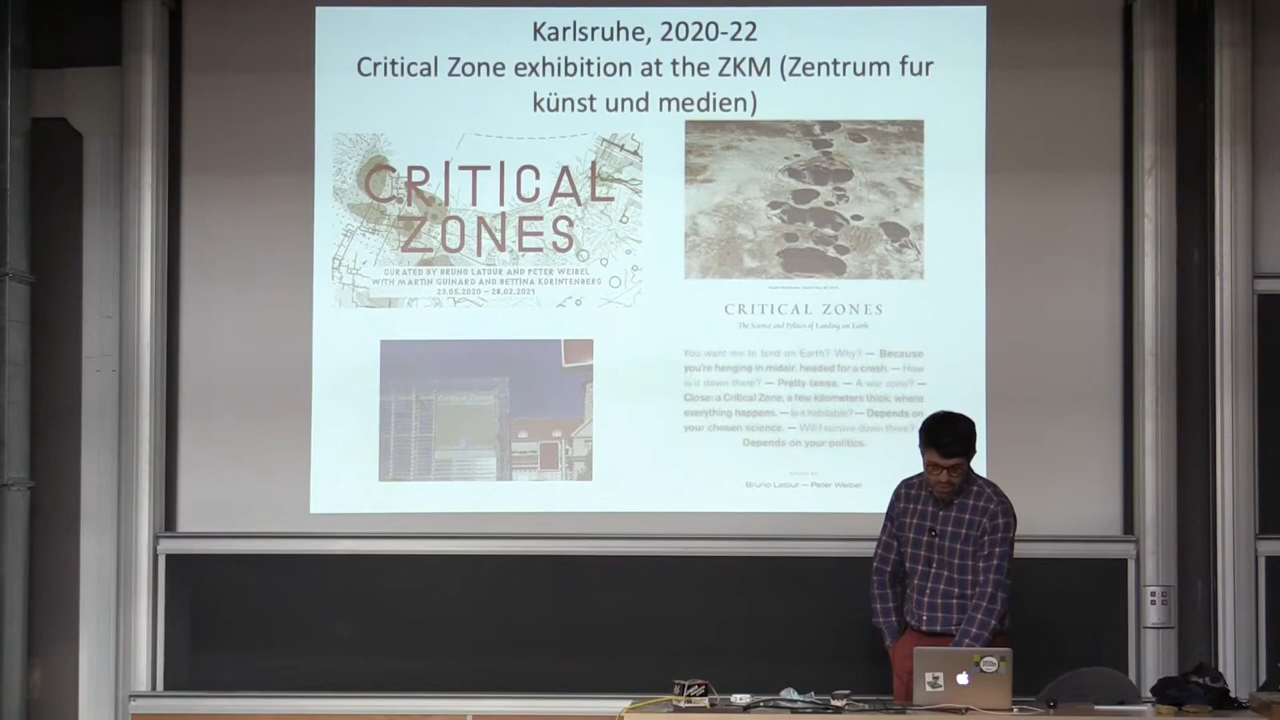 Karlsruhe, 2020-22
Critical Zone exhibition at the ZKM (Zentrum fur
künst und medien)
CRITICAL
ZONES
CURATED BY BRUNO LATOUR AND PETER WEIBEL
WITH MARTIN GUINARD AND BETTINA KORINTENBERG
23.05.2020 – 28.02.2021
Critical Zones
CRITICAL ZONES
The Science and Politics of Landing on Earth
You want me to land on Earth? Why? — Because
you're henging in midair, headed for a crash. — How
is it down there? — Pretty tense. — A war zone? —
Close: a Critical Zone, a few kilometers thick, where
everything happens. — Is it habitable? — Depends on
your chosen science. — Will I survive down there? —
Depends on your politics.
EDITED BY
Bruno Latour — Peter Weibel